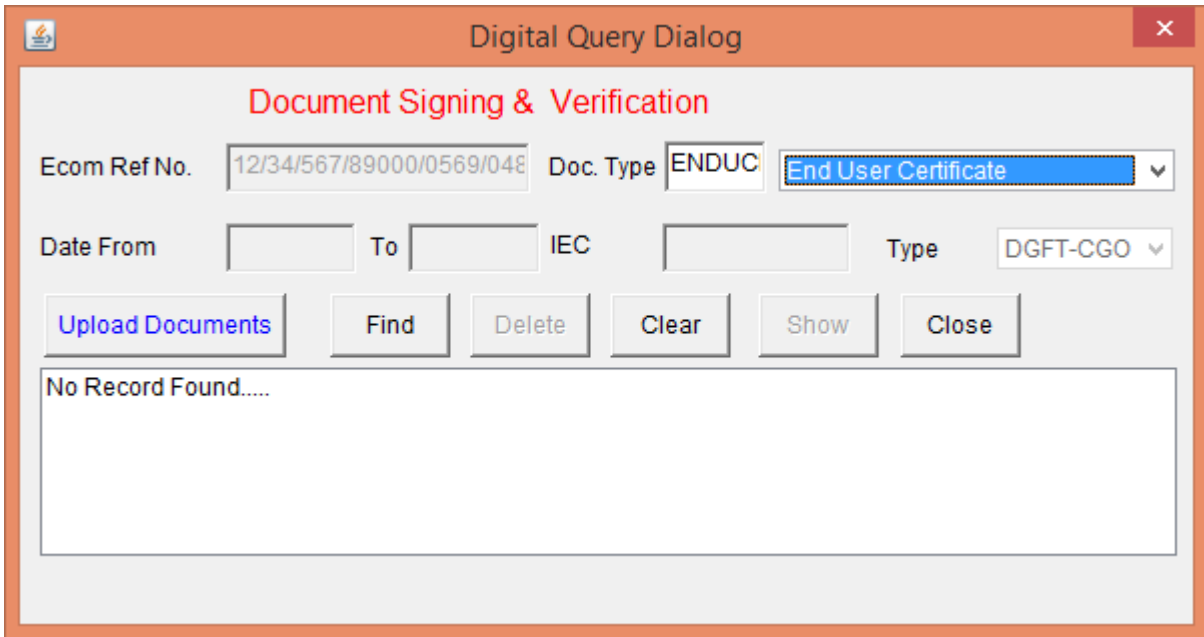 Digital Query Dialog
Document Signing & Verification
Ecom Ref No. 12/34/567/89000/0569/048 Doc. Type ENDUC End User Certificate
Date From To IEC Type DGFT-CGO
Upload Documents Find Delete Clear Show Close
No Record Found.....